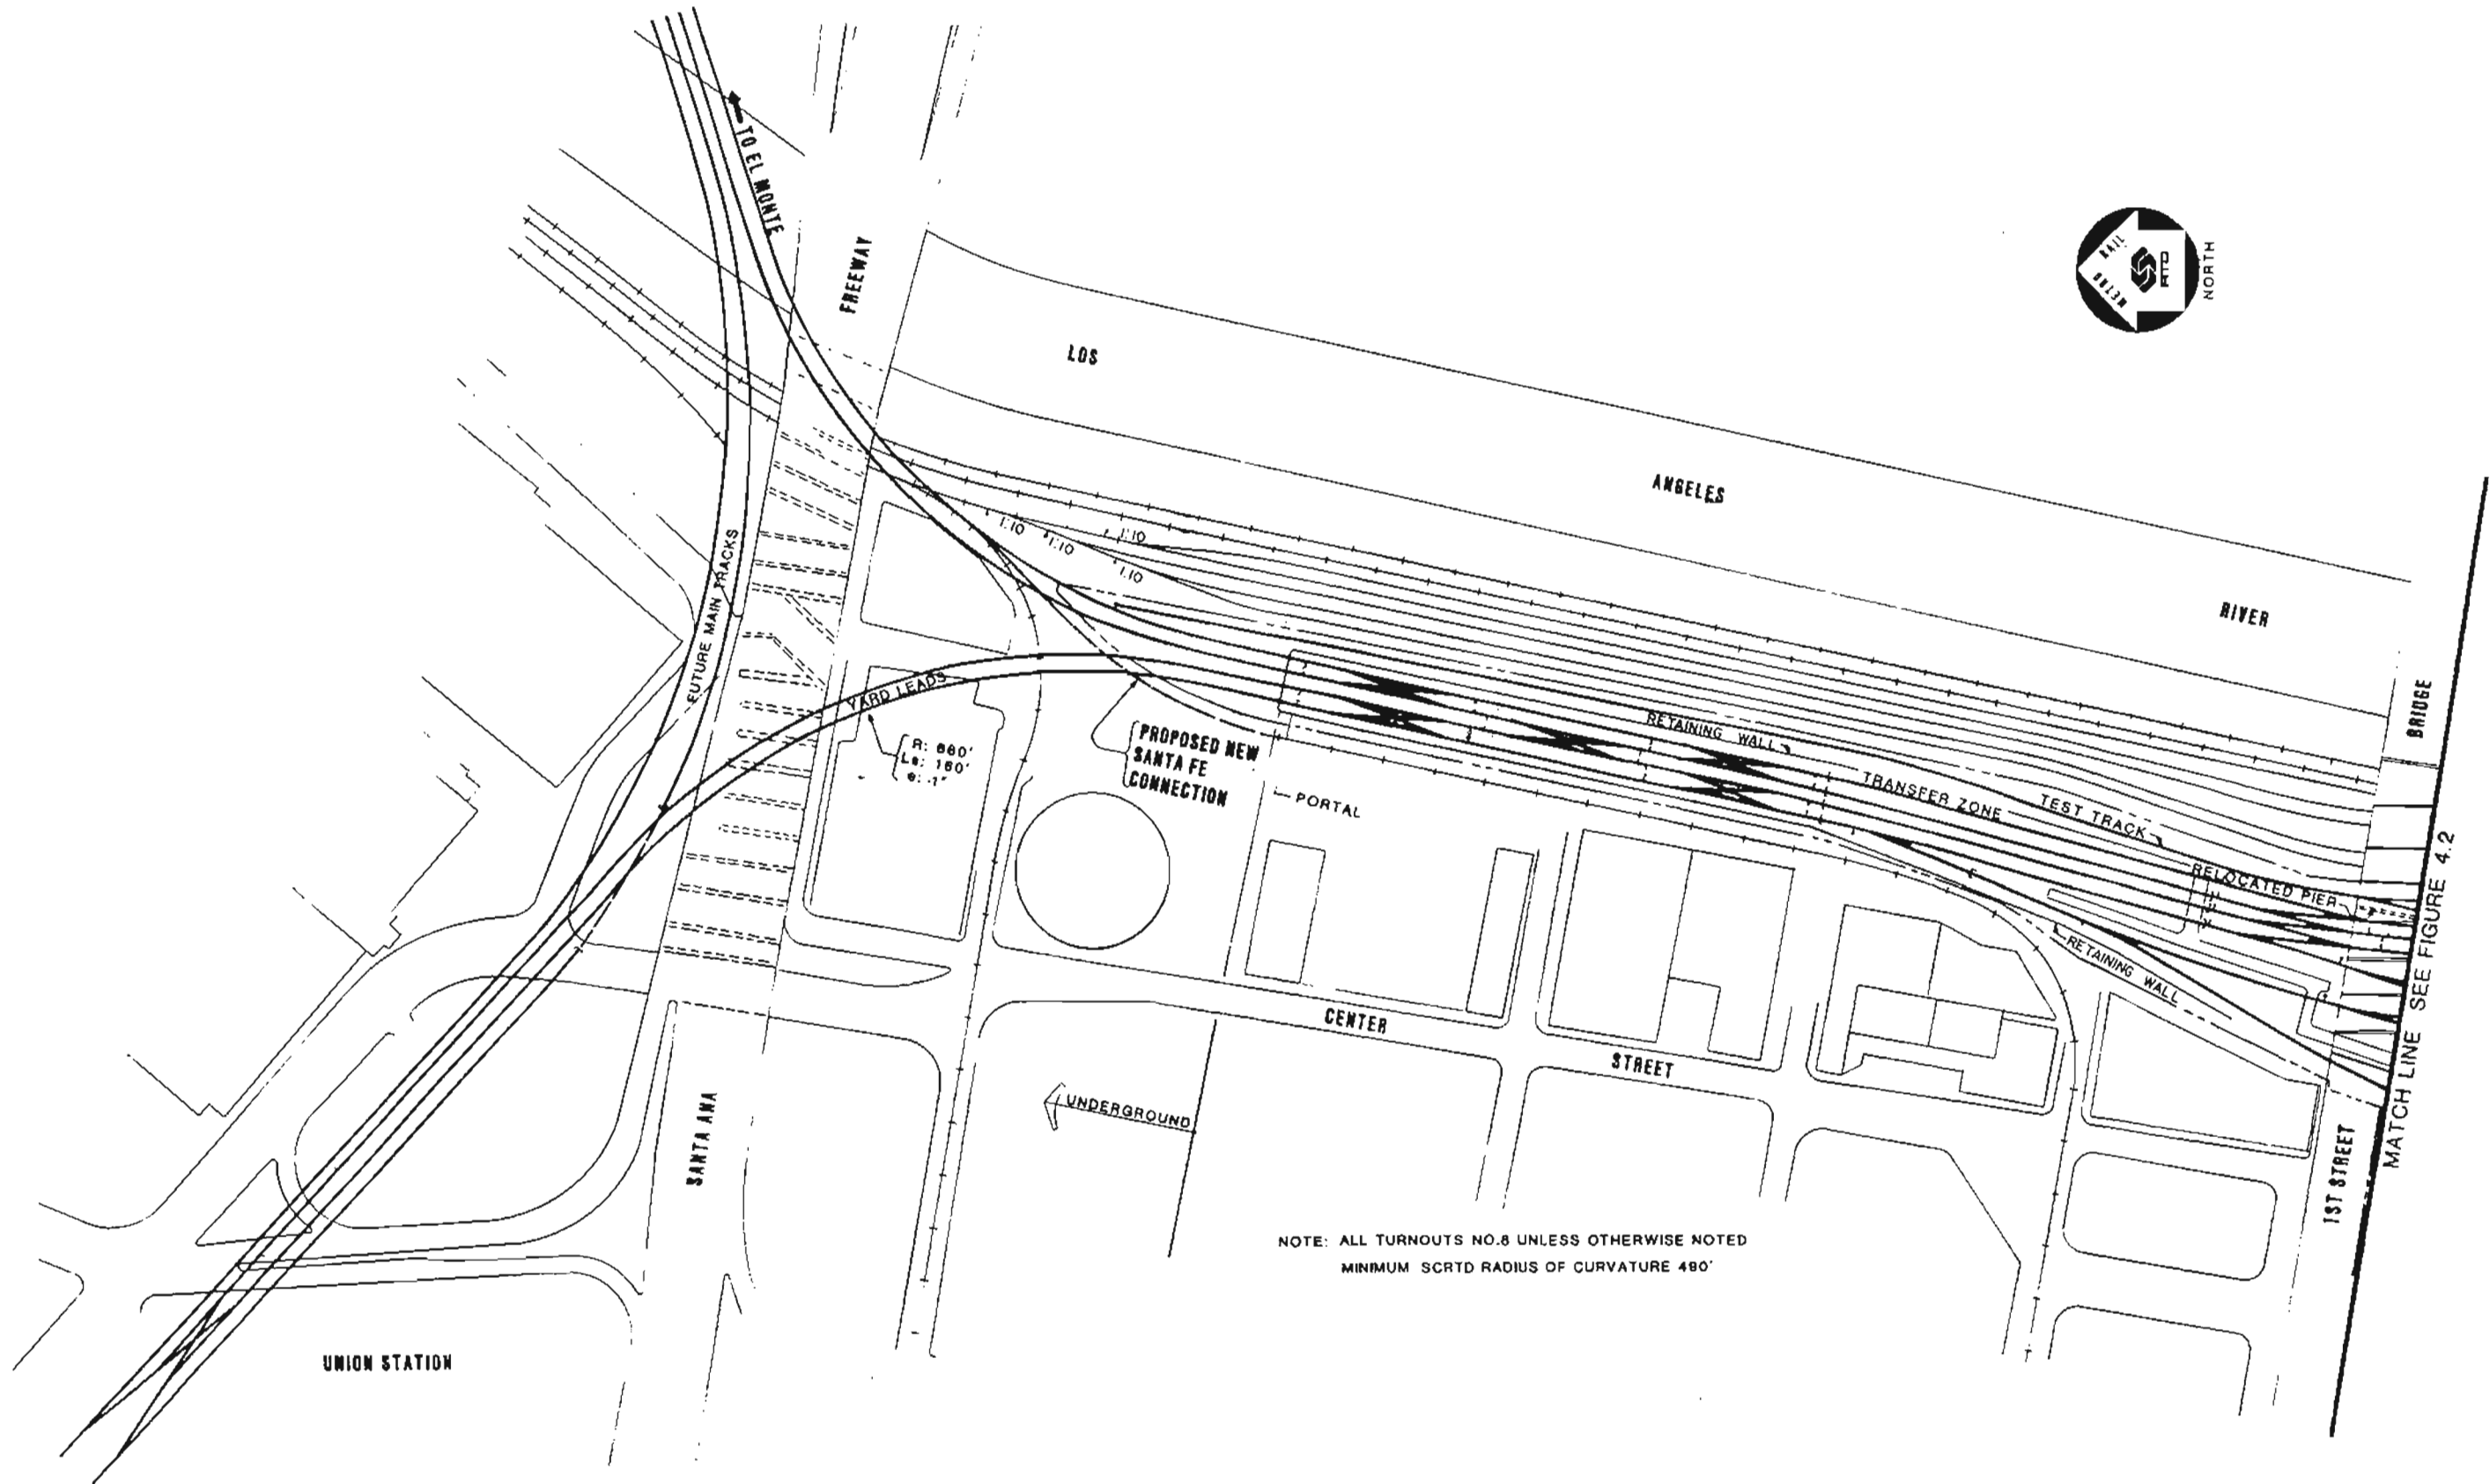 TO EL MONTE
FREEWAY
LOS
ANGELES
RIVER
METRO
RAIL
RTD
NORTH
1:10
1:10
1:10
1:10
FUTURE MAIN TRACKS
YARD LEADS
R: 660'
Ls: 160'
e: -1"
PROPOSED NEW
SANTA FE
CONNECTION
PORTAL
RETAINING WALL
TRANSFER ZONE
TEST TRACK
RELOCATED PIER
RETAINING WALL
BRIDGE
MATCH LINE SEE FIGURE 4.2
1ST STREET
CENTER
STREET
UNDERGROUND
SANTA ANA
UNION STATION
NOTE: ALL TURNOUTS NO.8 UNLESS OTHERWISE NOTED
MINIMUM SCRTD RADIUS OF CURVATURE 490'